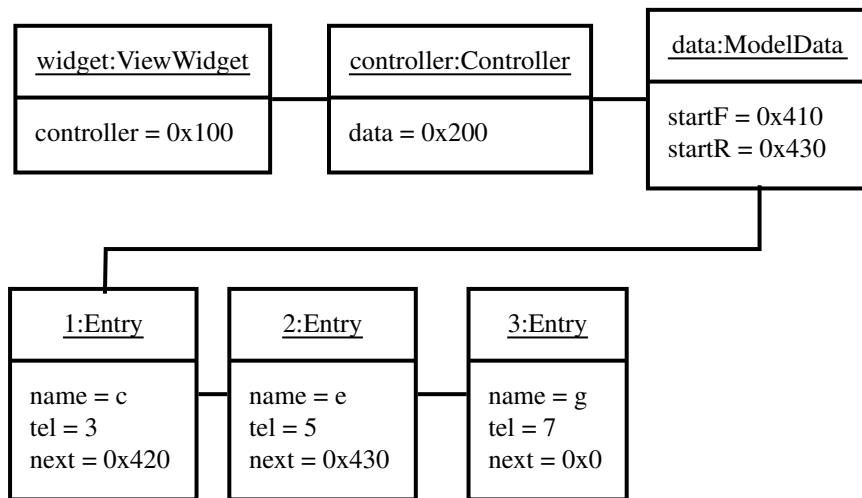 widget:ViewWidget
controller = 0x100
controller:Controller
data = 0x200
data:ModelData
startF = 0x410
startR = 0x430
1:Entry
name = c
tel = 3
next = 0x420
2:Entry
name = e
tel = 5
next = 0x430
3:Entry
name = g
tel = 7
next = 0x0